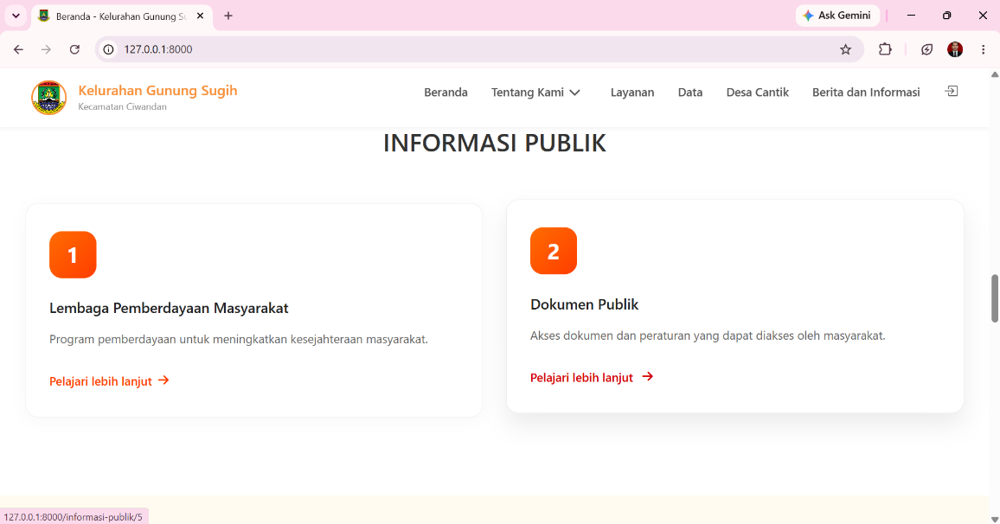 Beranda - Kelurahan Gunung Su
Ask Gemini
127.0.0.1:8000
Kelurahan Gunung Sugih
Kecamatan Ciwandan
Beranda
Tentang Kami
Layanan
Data
Desa Cantik
Berita dan Informasi
INFORMASI PUBLIK
1
Lembaga Pemberdayaan Masyarakat
Program pemberdayaan untuk meningkatkan kesejahteraan masyarakat.
Pelajari lebih lanjut →
2
Dokumen Publik
Akses dokumen dan peraturan yang dapat diakses oleh masyarakat.
Pelajari lebih lanjut →
127.0.0.1:8000/informasi-publik/5